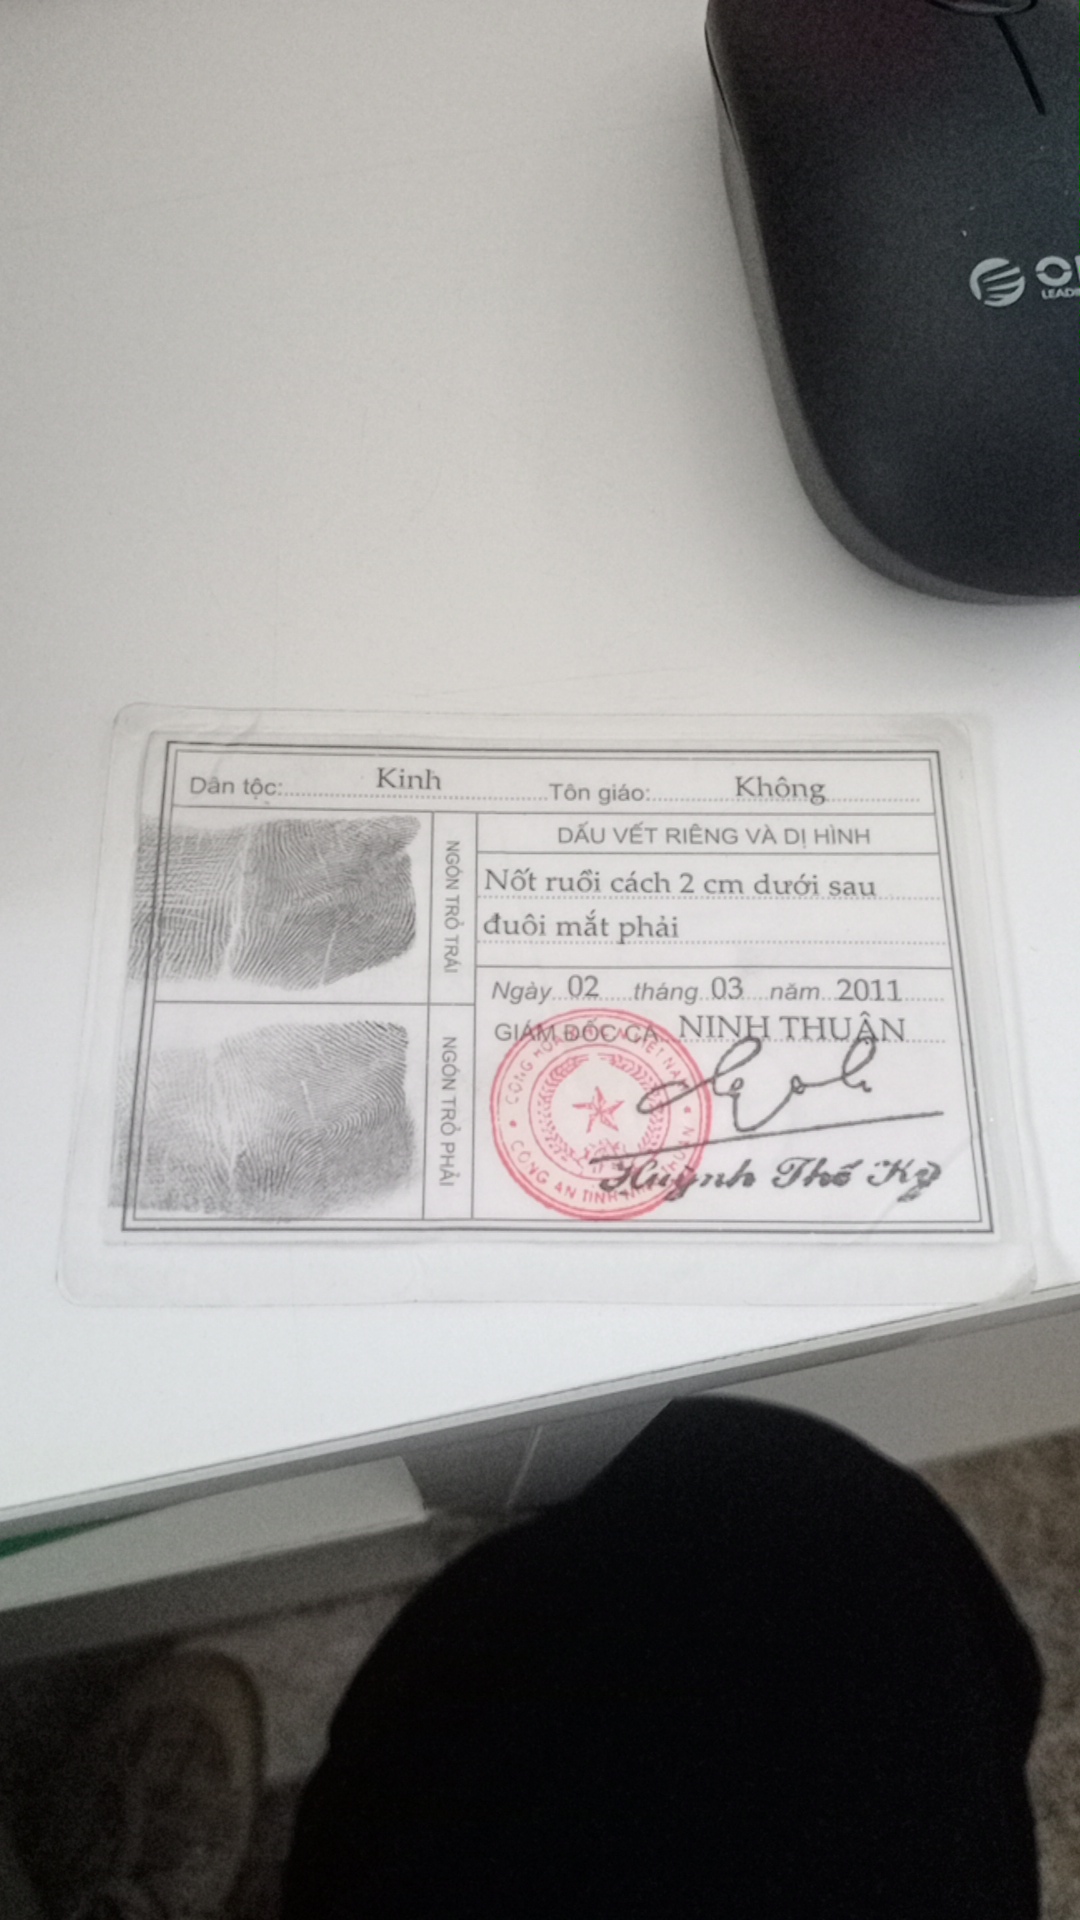 Dân tộc: Kinh Tôn giáo: Không
NGÓN TRỎ TRÁI
NGÓN TRỎ PHẢI
DẤU VẾT RIÊNG VÀ DỊ HÌNH
Nốt ruồi cách 2 cm dưới sau
đuôi mắt phải
Ngày 02 tháng 03 năm 2011
GIÁM ĐỐC CA NINH THUẬN
CÔNG AN TỈNH NINH THUẬN
Huỳnh Thế Kỳ